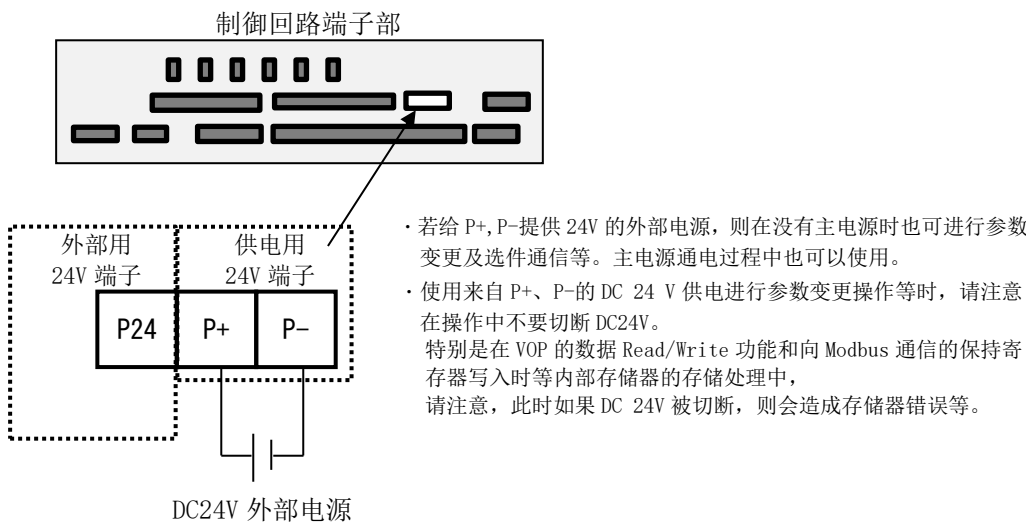 制御回路端子部
外部用
24V 端子
供电用
24V 端子
P24
P+
P-
DC24V 外部电源
·若给 P+,P-提供 24V 的外部电源，则在没有主电源时也可进行参数
变更及选件通信等。主电源通电过程中也可以使用。
·使用来自 P+、P-的 DC 24 V 供电进行参数变更操作等时，请注意
在操作中不要切断 DC24V。
特别是在 VOP 的数据 Read/Write 功能和向 Modbus 通信的保持寄
存器写入时等内部存储器的存储处理中，
请注意，此时如果 DC 24V 被切断，则会造成存储器错误等。